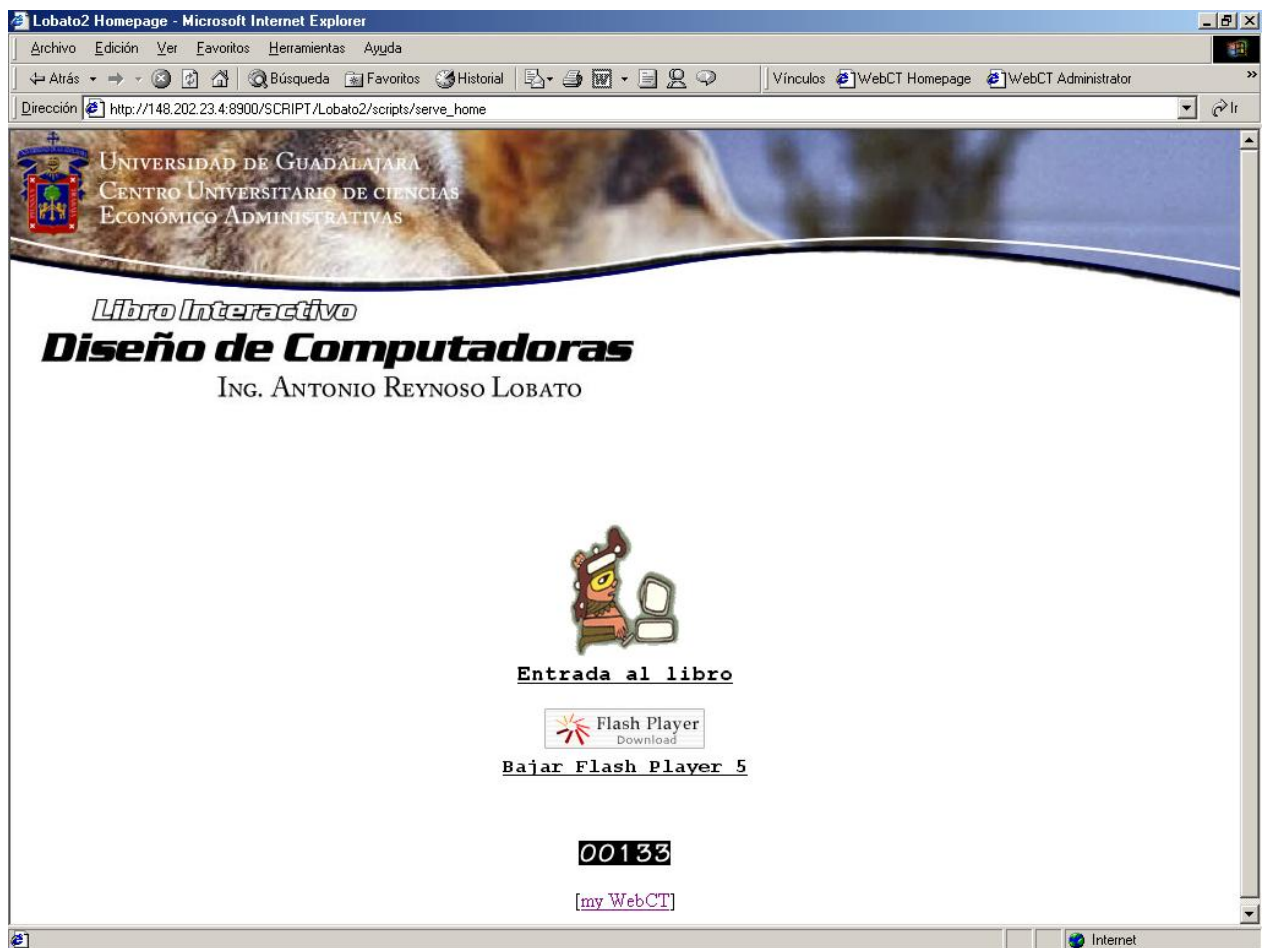 Lobato2 Homepage - Microsoft Internet Explorer
Archivo Edición Ver Favoritos Herramientas Ayuda
Atrás Búsqueda Favoritos Historial Vínculos WebCT Homepage WebCT Administrator »
Dirección http://148.202.23.4:8900/SCRIPT/Lobato2/scripts/serve_home Ir
Universidad de Guadalajara
Centro Universitario de ciencias
Económico Administrativas
Libro Interactivo
Diseño de Computadoras
Ing. Antonio Reynoso Lobato
Entrada al libro
Flash Player
Download
Bajar Flash Player 5
00133
[my WebCT]
Internet